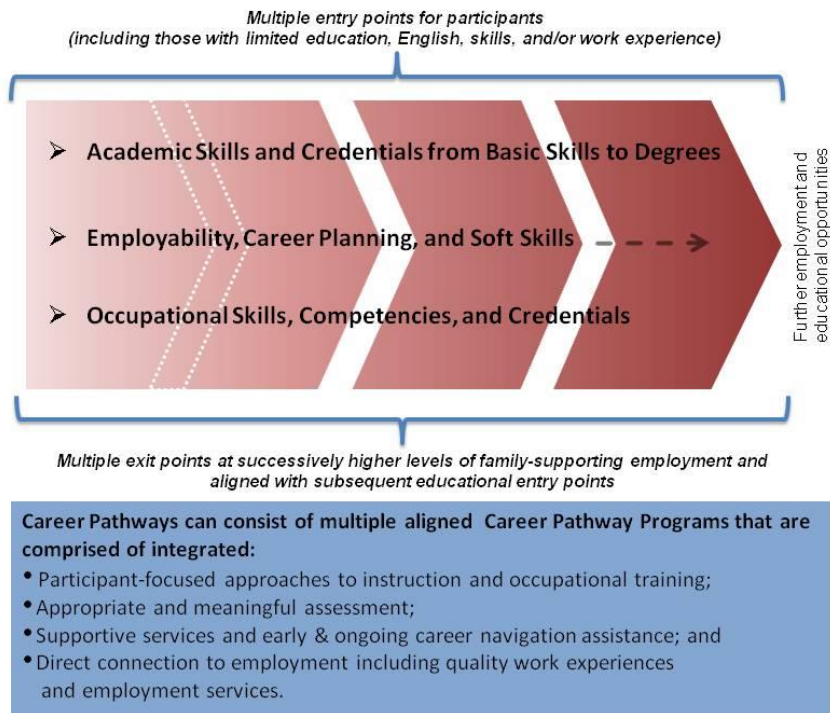 Multiple entry points for participants
(including those with limited education, English, skills, and/or work experience)
➢ Academic Skills and Credentials from Basic Skills to Degrees
➢ Employability, Career Planning, and Soft Skills
➢ Occupational Skills, Competencies, and Credentials
Further employment and
educational opportunities
Multiple exit points at successively higher levels of family-supporting employment and
aligned with subsequent educational entry points
Career Pathways can consist of multiple aligned Career Pathway Programs that are
comprised of integrated:
• Participant-focused approaches to instruction and occupational training;
• Appropriate and meaningful assessment;
• Supportive services and early & ongoing career navigation assistance; and
• Direct connection to employment including quality work experiences
and employment services.